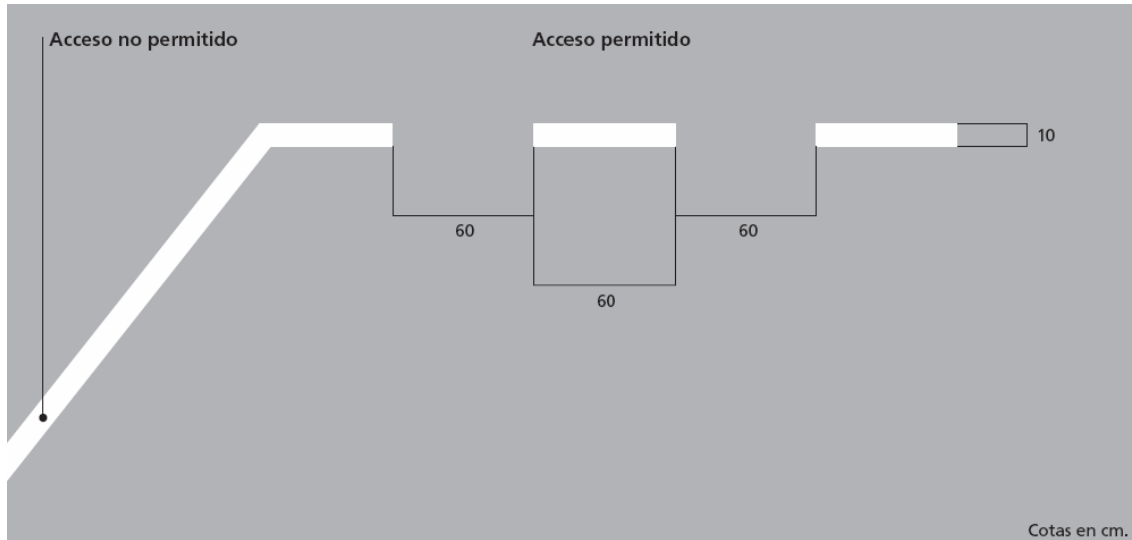 Acceso no permitido
Acceso permitido
10
60
60
60
Cotas en cm.